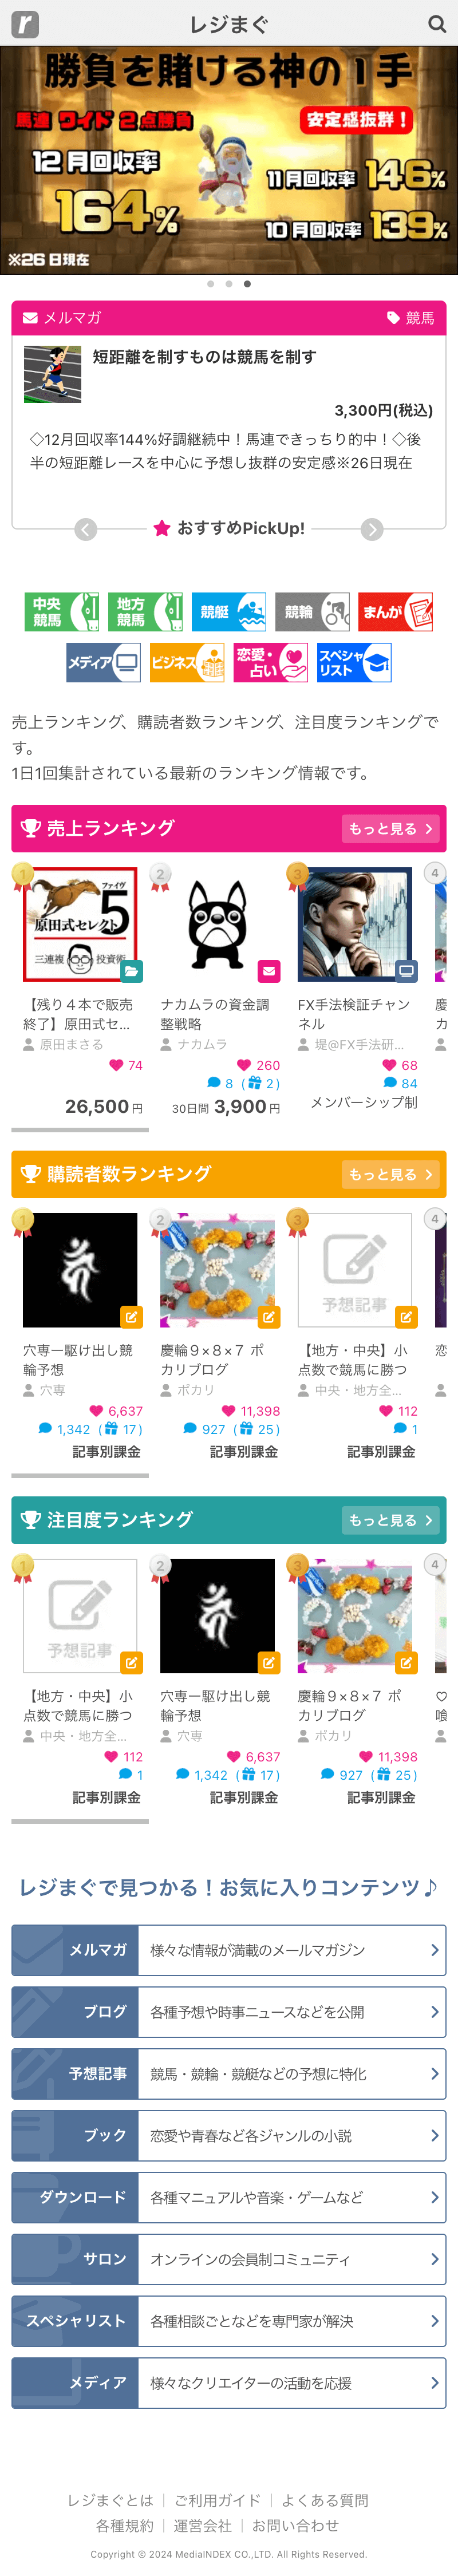 r
レジまぐ
勝負を賭ける神の1手
馬連 ワイド 2点勝負
安定感抜群！
12月回収率
164%
11月回収率 146%
10月回収率 139%
※26日現在
メルマガ 競馬
短距離を制すものは競馬を制す
3,300円(税込)
◇12月回収率144%好調継続中！馬連できっちり的中！◇後
半の短距離レースを中心に予想し抜群の安定感※26日現在
おすすめPickUp!
中央競馬
地方競馬
競艇
競輪
まんが
メディア
ビジネス
恋愛・占い
スペシャリスト
売上ランキング、購読者数ランキング、注目度ランキングで
す。
1日1回集計されている最新のランキング情報です。
売上ランキング もっと見る
1
原田式セレクト5
ファイヴ
三連複 投資術
【残り４本で販売
終了】原田式セ...
原田まさる
74
26,500円
2
ナカムラの資金調
整戦略
ナカムラ
260
8 ( 2 )
30日間 3,900円
3
FX手法検証チャン
ネル
堤@FX手法研...
68
84
メンバーシップ制
4
慶
カ
購読者数ランキング もっと見る
1
穴専ー駆け出し競
輪予想
穴専
6,637
1,342 ( 17 )
記事別課金
2
慶輪９×８×７ ポ
カリブログ
ポカリ
11,398
927 ( 25 )
記事別課金
3
予想記事
【地方・中央】小
点数で競馬に勝つ
中央・地方全...
112
1
記事別課金
4
恋
注目度ランキング もっと見る
1
予想記事
【地方・中央】小
点数で競馬に勝つ
中央・地方全...
112
1
記事別課金
2
穴専ー駆け出し競
輪予想
穴専
6,637
1,342 ( 17 )
記事別課金
3
慶輪９×８×７ ポ
カリブログ
ポカリ
11,398
927 ( 25 )
記事別課金
4
♡
喰
レジまぐで見つかる！お気に入りコンテンツ♪
メルマガ 様々な情報が満載のメールマガジン
ブログ 各種予想や時事ニュースなどを公開
予想記事 競馬・競輪・競艇などの予想に特化
ブック 恋愛や青春など各ジャンルの小説
ダウンロード 各種マニュアルや音楽・ゲームなど
サロン オンラインの会員制コミュニティ
スペシャリスト 各種相談ごとなどを専門家が解決
メディア 様々なクリエイターの活動を応援
レジまぐとは | ご利用ガイド | よくある質問
各種規約 | 運営会社 | お問い合わせ
Copyright © 2024 MediaINDEX CO.,LTD. All Rights Reserved.